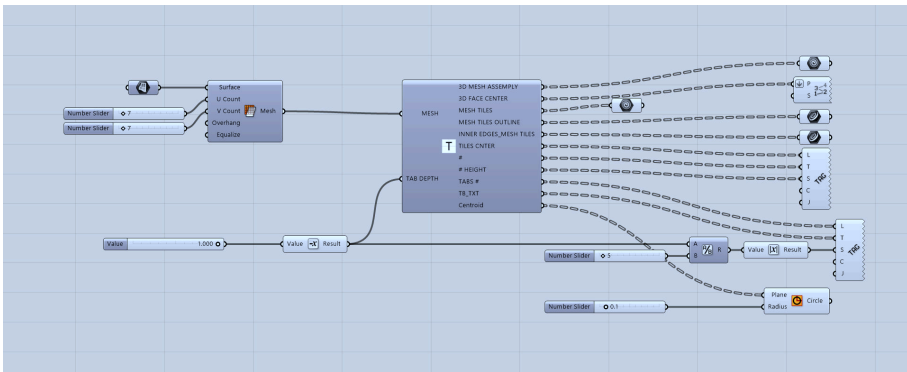 Surface
U Count
V Count
Mesh
Overhang
Equalize
Number Slider
7
Number Slider
7
MESH
TAB DEPTH
T
3D MESH ASSEMPLY
3D FACE CENTER
MESH TILES
MESH TILES OUTLINE
INNER EDGES_MESH TILES
TILES CNTER
#
# HEIGHT
TABS #
TB_TXT
Centroid
P
S
L
T
S
C
J
TAG
Value
1.000
Value
-X
Result
Number Slider
5
A
B
A/B
R
Value
|X|
Result
L
T
S
C
J
TAG
Number Slider
0.1
Plane
Radius
Circle